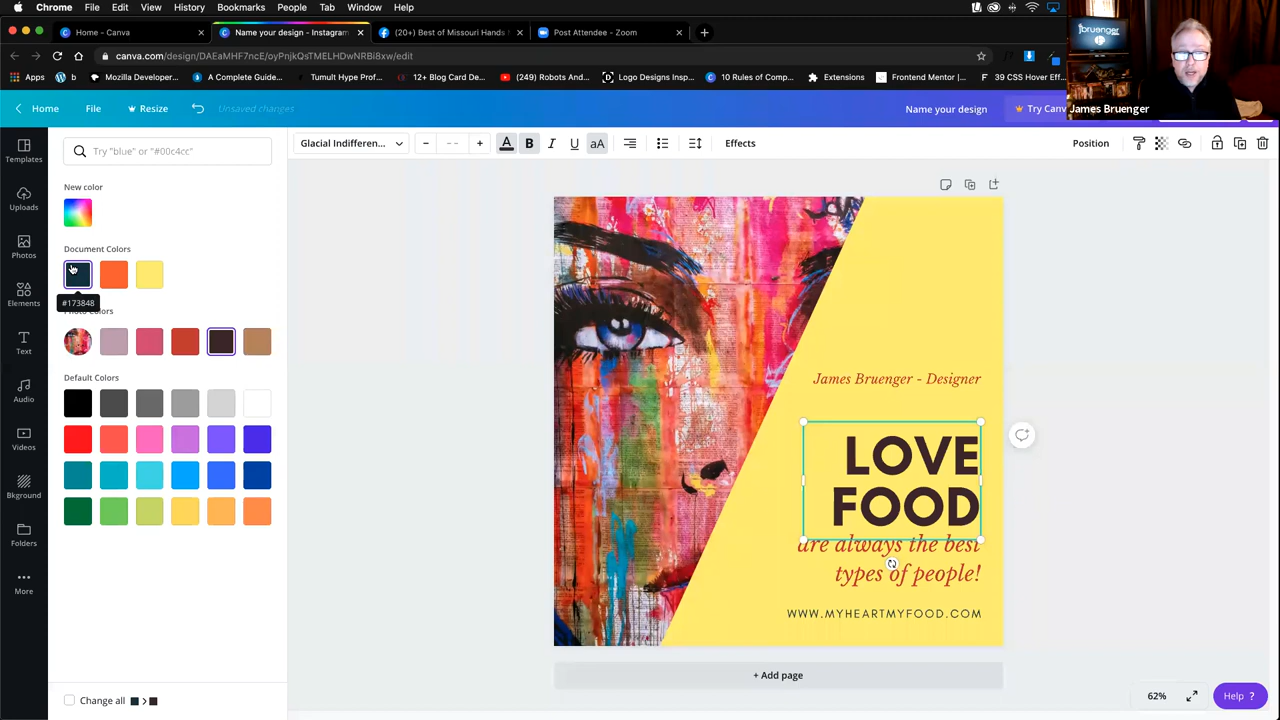 Chrome File Edit View History Bookmarks People Tab Window Help
Home - Canva
Name your design - Instagram
(20+) Best of Missouri Hands
Post Attendee - Zoom
canva.com/design/DAEaMHF7ncE/oyPnjkQsTMYELHDwNRBi8xw/edit
Apps
b
Mozilla Developer...
A Complete Guide...
Tumult Hype Prof...
12+ Blog Card De...
(249) Robots And...
Logo Designs Insp...
10 Rules of Comp...
Extensions
Frontend Mentor |...
39 CSS Hover Eff...
jbruenger
James Bruenger
Home
File
Resize
Unsaved changes
Name your design
Try Canv
Templates
Uploads
Photos
Elements
Text
Audio
Videos
Bkground
Folders
More
Try "blue" or "#00c4cc"
New color
Document Colors
#173848
Photo Colors
Default Colors
Change all
Glacial Indifferen...
− -- +
A B I U aA
Effects
Position
James Bruenger - Designer
LOVE
FOOD
are always the best
types of people!
WWW.MYHEARTMYFOOD.COM
+ Add page
62%
Help ?